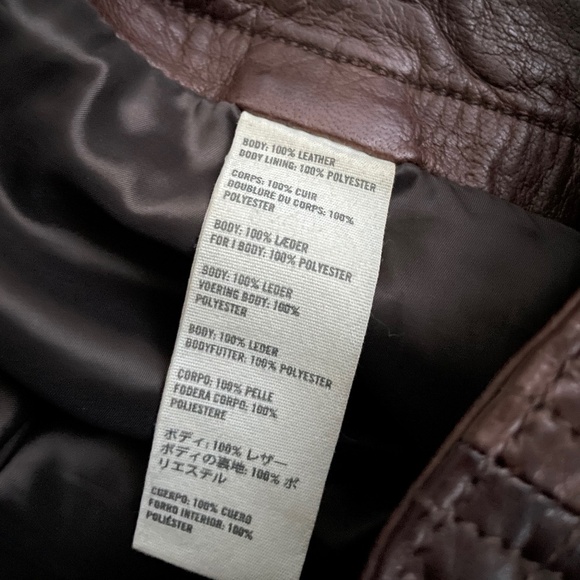 BODY: 100% LEATHER
BODY LINING: 100% POLYESTER
CORPS: 100% CUIR
DOUBLURE DU CORPS: 100%
POLYESTER
BODY: 100% LÆDER
FOR I BODY: 100% POLYESTER
BODY: 100% LEDER
VOERING BODY: 100%
POLYESTER
BODY: 100% LEDER
BODYFUTTER: 100% POLYESTER
CORPO: 100% PELLE
FODERA CORPO: 100%
POLIESTERE
ボディ: 100% レザー
ボディの裏地: 100% ポ
リエステル
CUERPO: 100% CUERO
FORRO INTERIOR: 100%
POLIÉSTER